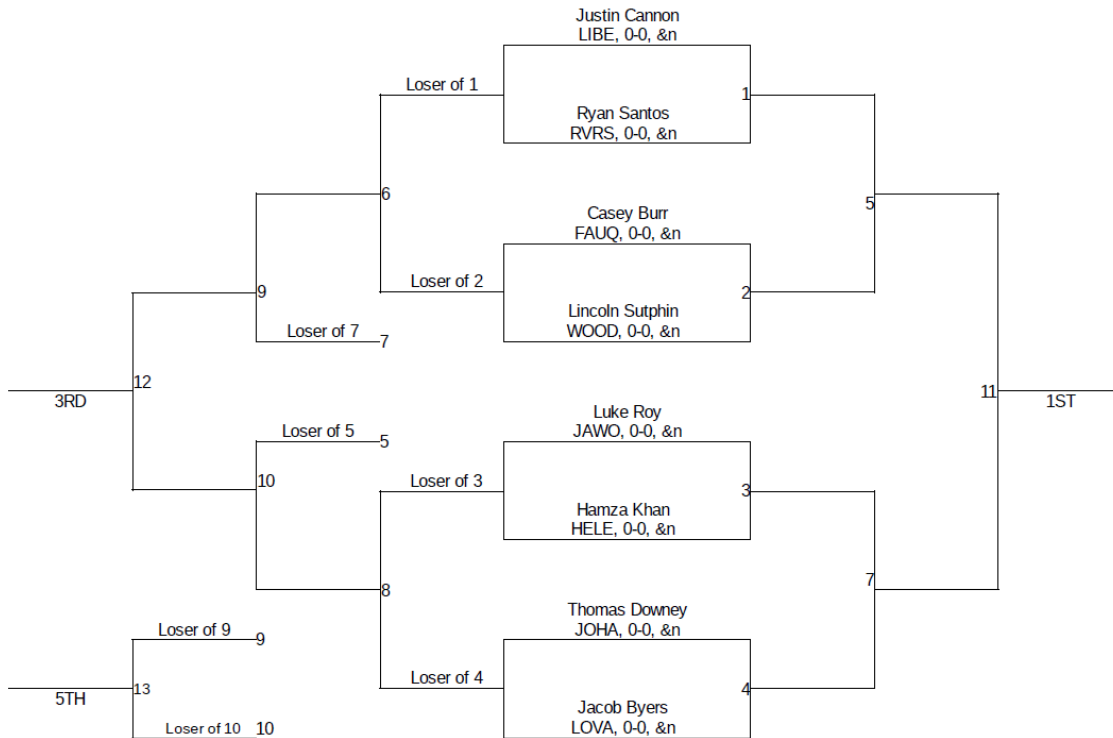 Justin Cannon
LIBE, 0-0, &n
Loser of 1
1
Ryan Santos
RVRS, 0-0, &n
6
5
Casey Burr
FAUQ, 0-0, &n
Loser of 2
9
2
Lincoln Sutphin
WOOD, 0-0, &n
Loser of 7
7
12
11
3RD
1ST
Luke Roy
JAWO, 0-0, &n
Loser of 5
5
10
Loser of 3
3
Hamza Khan
HELE, 0-0, &n
8
7
Thomas Downey
JOHA, 0-0, &n
Loser of 9
9
Loser of 4
13
4
5TH
Jacob Byers
LOVA, 0-0, &n
Loser of 10
10